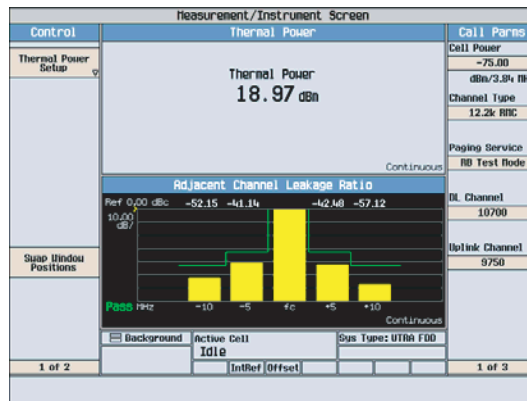 Measurement/Instrument Screen
Control
Thermal Power
Call Parms
Thermal Power
Setup
Thermal Power
18.97 dBm
Continuous
Cell Power
-75.00
dBm/3.84 M
Channel Type
12.2k RMC
Paging Service
RB Test Mode
DL Channel
10700
Uplink Channel
9750
Adjacent Channel Leakage Ratio
Ref 0.00 dBc -52.15 -41.14 -42.48 -57.12
10.00
dB/
Pass MHz -10 -5 fc +5 +10
Continuous
Swap Window
Positions
Background
Active Cell
Idle
Sys Type: UTRA FDD
1 of 2
IntRef Offset
1 of 3